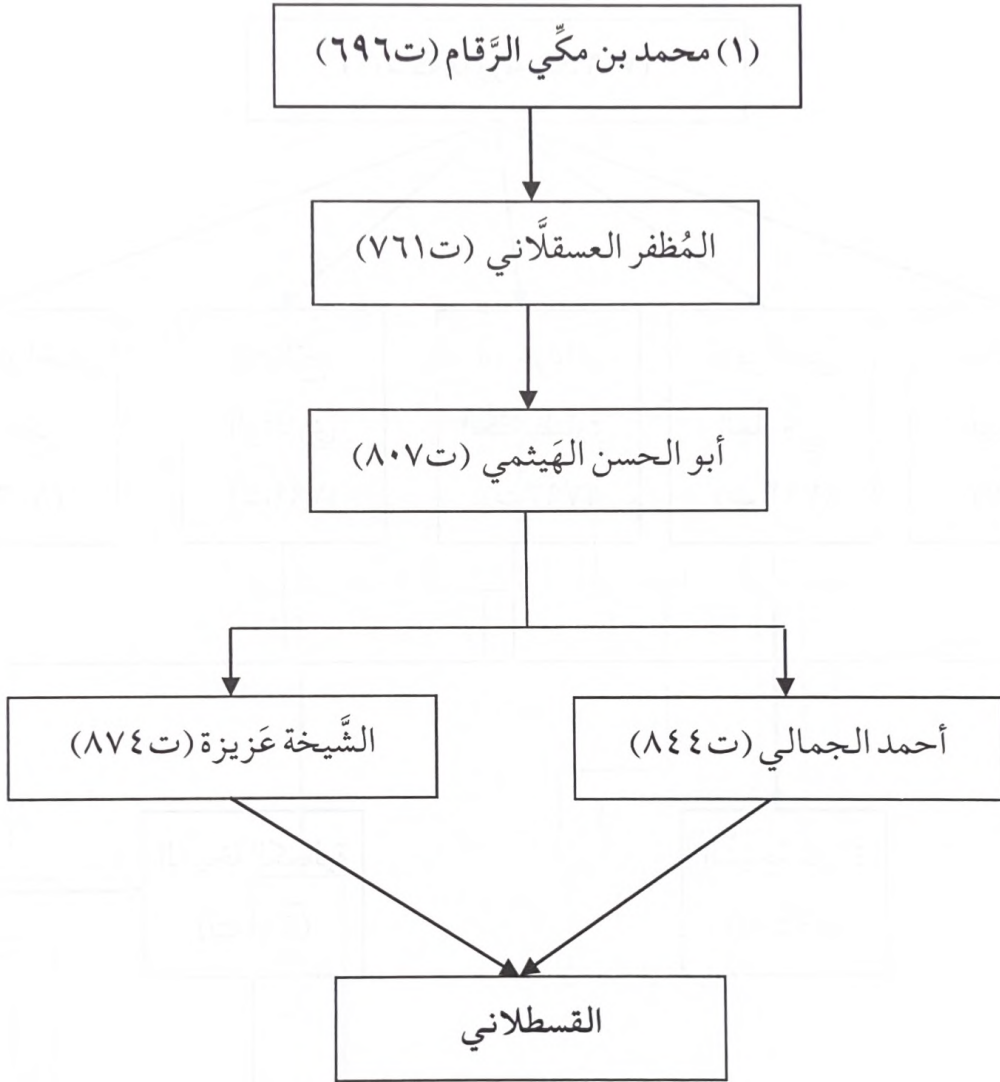 (١) محمد بن مكِّي الرَّقام (ت٦٩٦)
المُظفر العسقلَّاني (ت٧٦١)
أبو الحسن الهَيثمي (ت٨٠٧)
أحمد الجمالي (ت٨٤٤)
الشَّيخة عَزيزة (ت٨٧٤)
القسطلاني